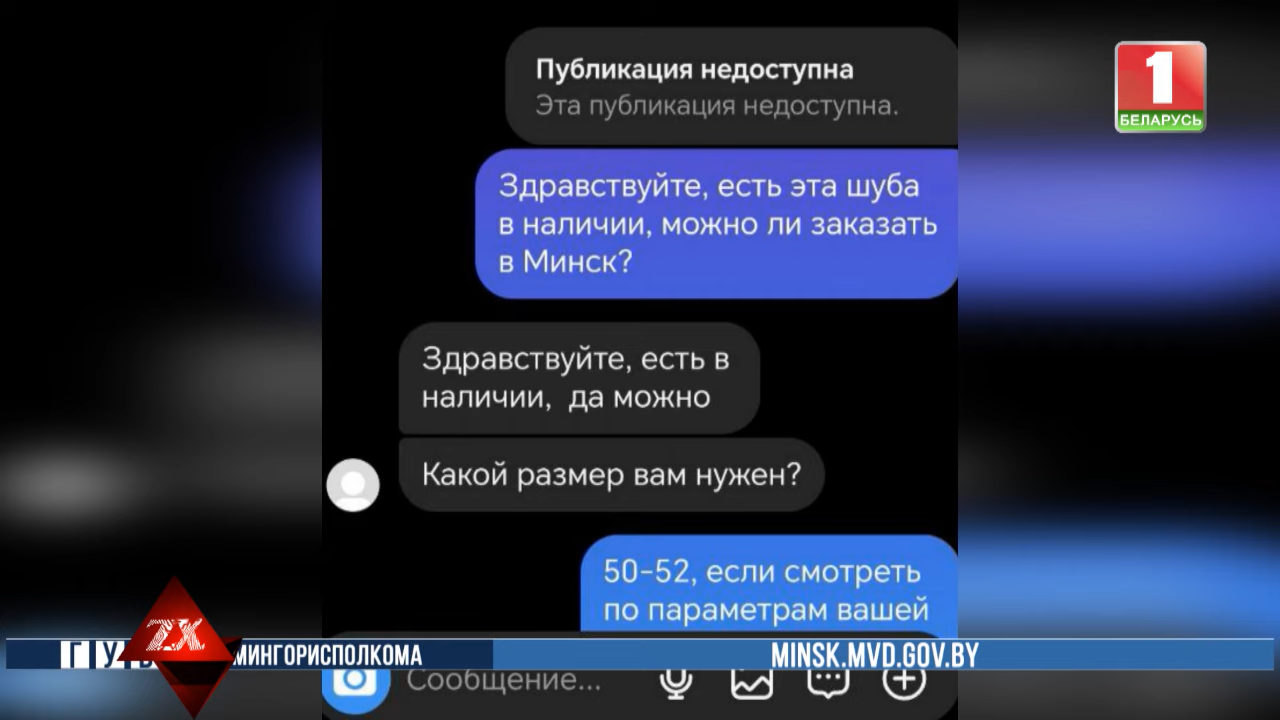 Публикация недоступна
Эта публикация недоступна.
1
БЕЛАРУСЬ
Здравствуйте, есть эта шуба
в наличии, можно ли заказать
в Минск?
Здравствуйте, есть в
наличии,  да можно
Какой размер вам нужен?
50-52, если смотреть
по параметрам вашей
ZX
МИНГОРИСПОЛКОМА
MINSK.MVD.GOV.BY
Сообщение...